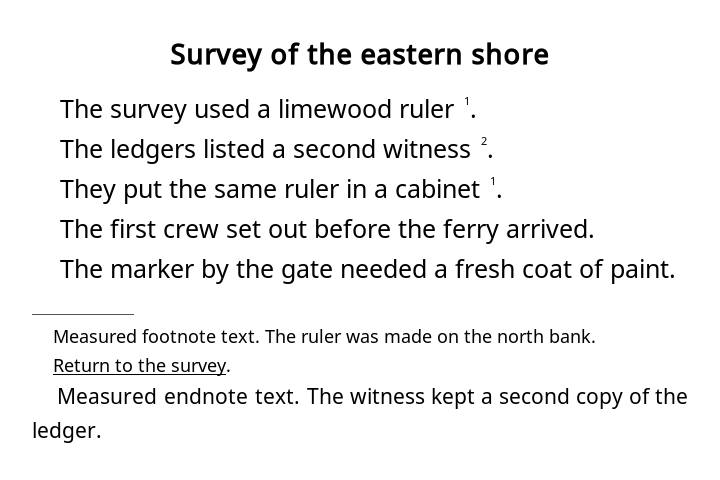 Survey of the eastern shore
The survey used a limewood ruler ¹.
The ledgers listed a second witness ².
They put the same ruler in a cabinet ¹.
The first crew set out before the ferry arrived.
The marker by the gate needed a fresh coat of paint.
Measured footnote text. The ruler was made on the north bank.
Return to the survey.
Measured endnote text. The witness kept a second copy of the
ledger.